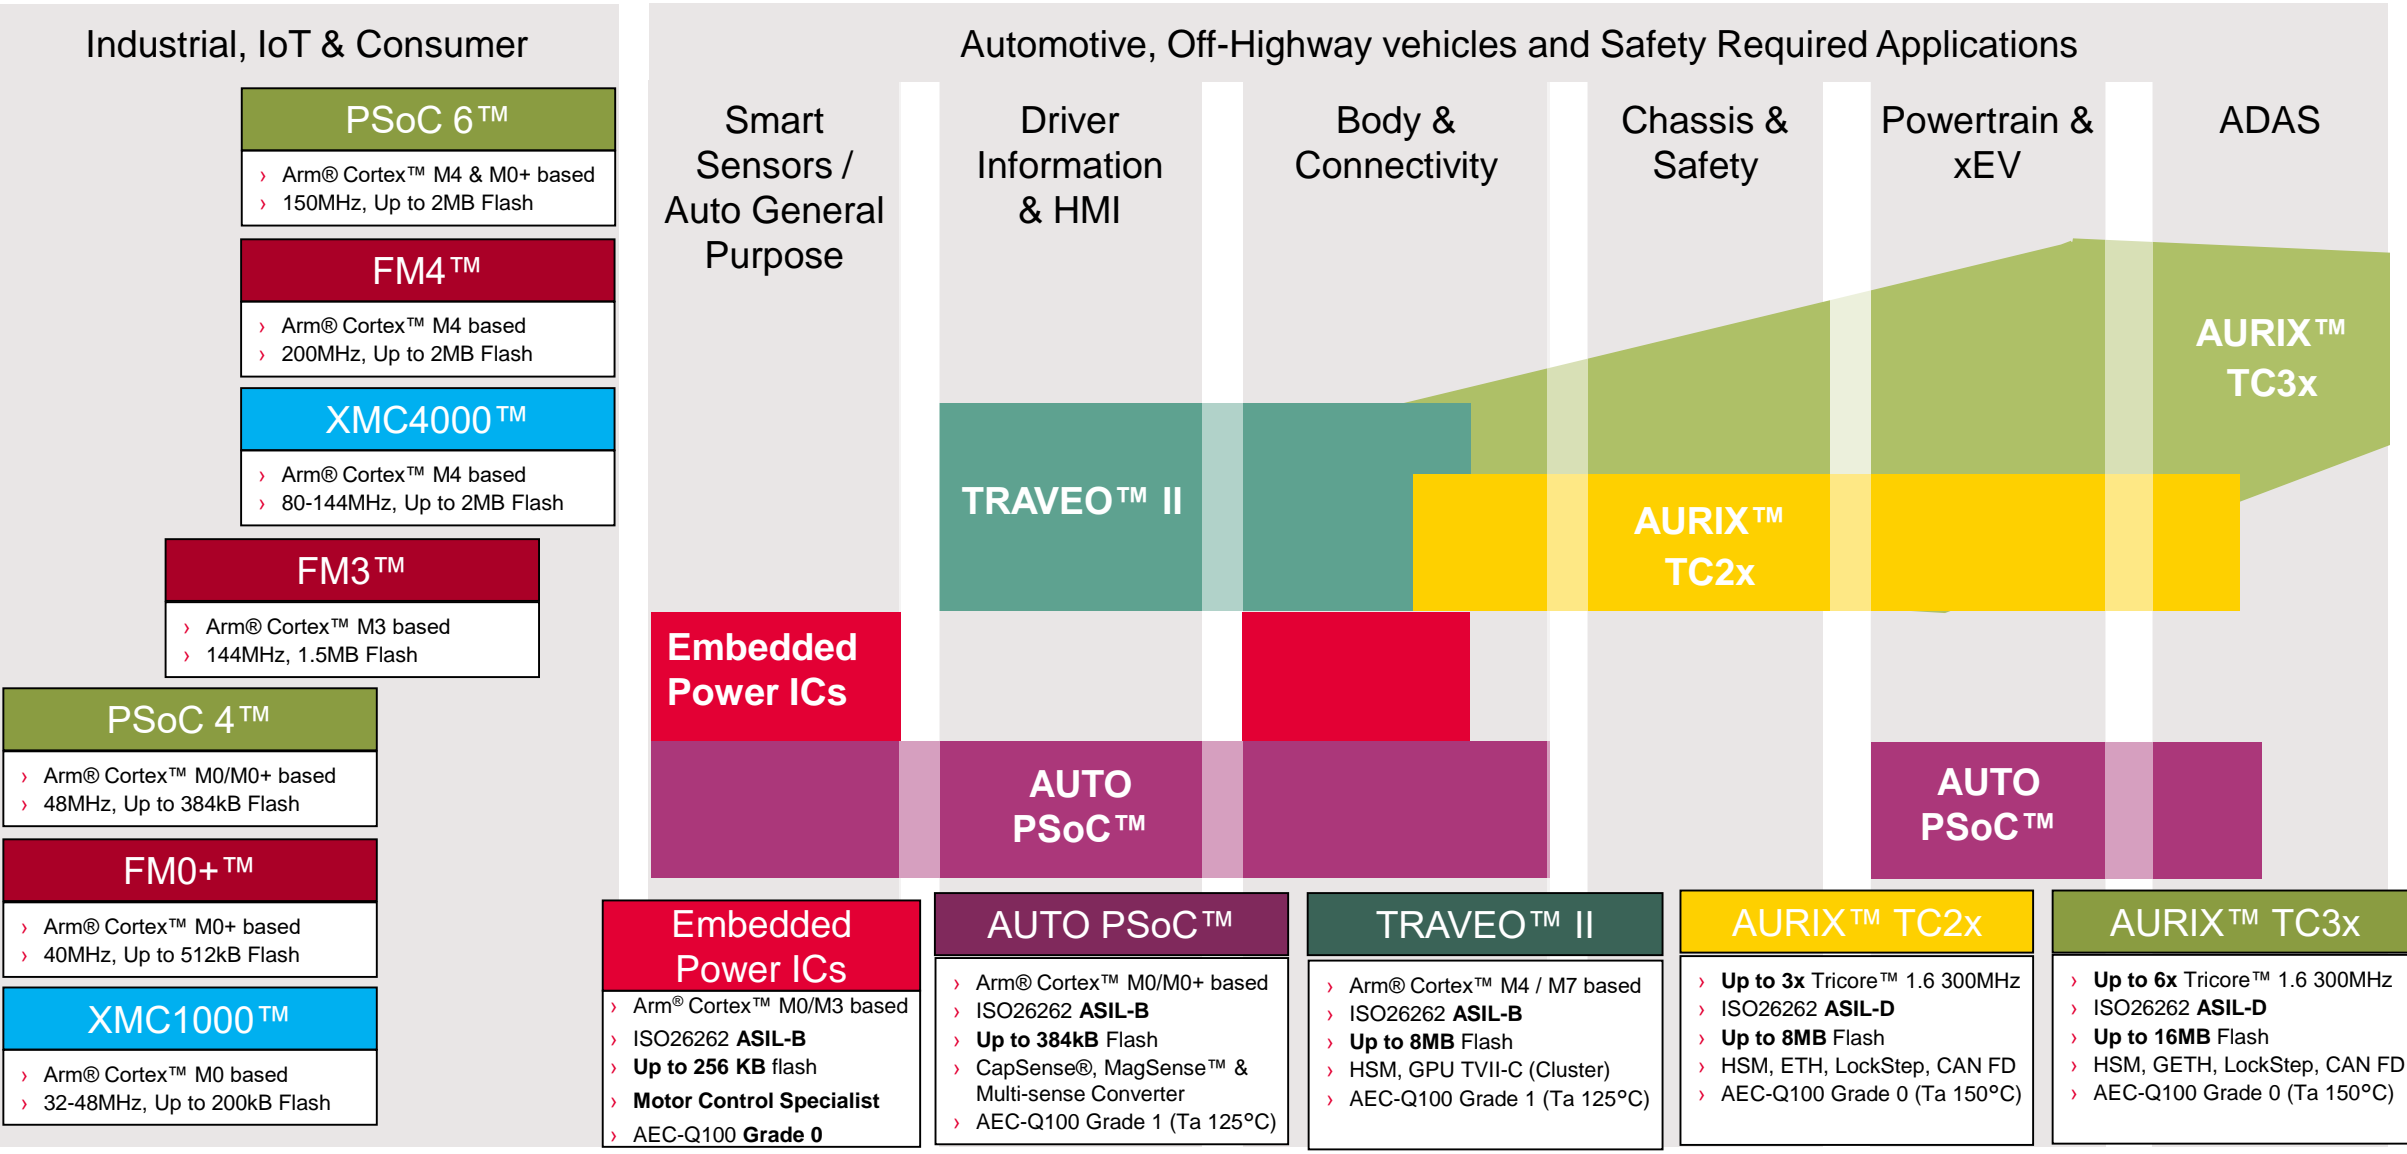 Industrial, IoT & Consumer
PSoC 6™
› Arm® Cortex™ M4 & M0+ based
› 150MHz, Up to 2MB Flash
FM4™
› Arm® Cortex™ M4 based
› 200MHz, Up to 2MB Flash
XMC4000™
› Arm® Cortex™ M4 based
› 80-144MHz, Up to 2MB Flash
FM3™
› Arm® Cortex™ M3 based
› 144MHz, 1.5MB Flash
PSoC 4™
› Arm® Cortex™ M0/M0+ based
› 48MHz, Up to 384kB Flash
FM0+™
› Arm® Cortex™ M0+ based
› 40MHz, Up to 512kB Flash
XMC1000™
› Arm® Cortex™ M0 based
› 32-48MHz, Up to 200kB Flash
Automotive, Off-Highway vehicles and Safety Required Applications
Smart
Sensors /
Auto General
Purpose
Driver
Information
& HMI
Body &
Connectivity
Chassis &
Safety
Powertrain &
xEV
ADAS
AURIX™
TC3x
TRAVEO™ II
AURIX™
TC2x
Embedded
Power ICs
AUTO
PSoC™
AUTO
PSoC™
Embedded
Power ICs
› Arm® Cortex™ M0/M3 based
› ISO26262 ASIL-B
› Up to 256 KB flash
› Motor Control Specialist
› AEC-Q100 Grade 0
AUTO PSoC™
› Arm® Cortex™ M0/M0+ based
› ISO26262 ASIL-B
› Up to 384kB Flash
› CapSense®, MagSense™ &
Multi-sense Converter
› AEC-Q100 Grade 1 (Ta 125°C)
TRAVEO™ II
› Arm® Cortex™ M4 / M7 based
› ISO26262 ASIL-B
› Up to 8MB Flash
› HSM, GPU TVII-C (Cluster)
› AEC-Q100 Grade 1 (Ta 125°C)
AURIX™ TC2x
› Up to 3x Tricore™ 1.6 300MHz
› ISO26262 ASIL-D
› Up to 8MB Flash
› HSM, ETH, LockStep, CAN FD
› AEC-Q100 Grade 0 (Ta 150°C)
AURIX™ TC3x
› Up to 6x Tricore™ 1.6 300MHz
› ISO26262 ASIL-D
› Up to 16MB Flash
› HSM, GETH, LockStep, CAN FD
› AEC-Q100 Grade 0 (Ta 150°C)